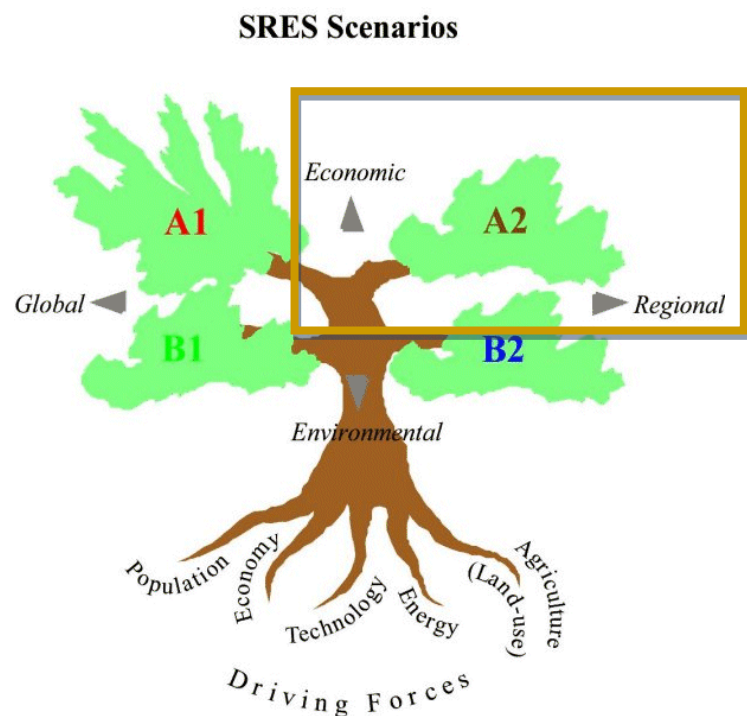 SRES Scenarios
Economic
A1
A2
Global
Regional
B1
B2
Environmental
Population
Economy
Technology
Energy
Agriculture
(Land-use)
Driving Forces